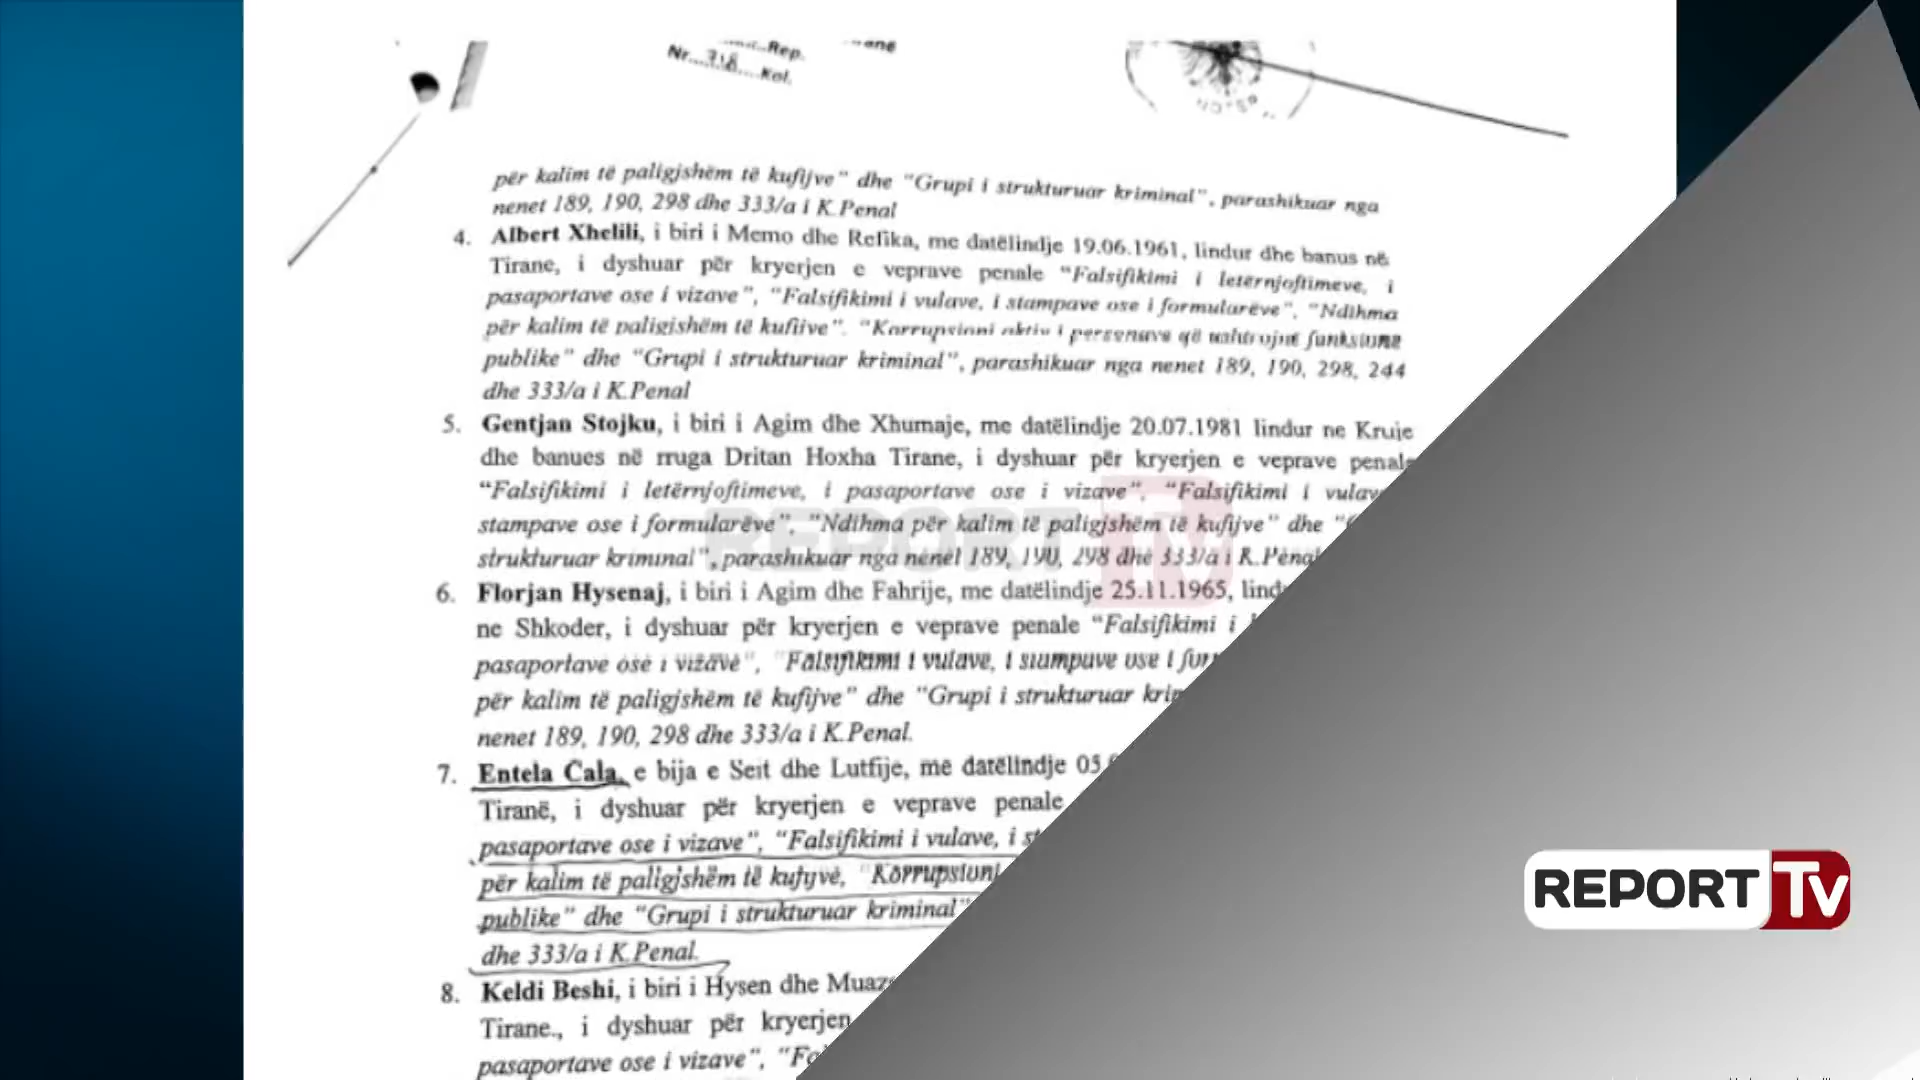 Rep.
Nr....718.....Kol.
për kalim të paligjshëm të kufijve" dhe "Grupi i strukturuar kriminal", parashikuar nga
nenet 189, 190, 298 dhe 333/a i K.Penal
4. Albert Xhelili, i biri i Memo dhe Refika, me datëlindje 19.06.1961, lindur dhe banus në
Tirane, i dyshuar për kryerjen e veprave penale "Falsifikimi i letërnjoftimeve, i
pasaportave ose i vizave", "Falsifikimi i vulave, i stampave ose i formularëve", "Ndihma
për kalim të paligjshëm të kufijve". "Korrupsioni aktiv i personave që ushtrojnë funksione
publike" dhe "Grupi i strukturuar kriminal", parashikuar nga nenet 189, 190, 298, 244
dhe 333/a i K.Penal
5. Gentjan Stojku, i biri i Agim dhe Xhumaje, me datëlindje 20.07.1981 lindur ne Kruje
dhe banues në rruga Dritan Hoxha Tirane, i dyshuar për kryerjen e veprave penale
"Falsifikimi i letërnjoftimeve, i pasaportave ose i vizave", "Falsifikimi i vulave
stampave ose i formularëve", "Ndihma për kalim të paligjshëm të kufijve" dhe
strukturuar kriminal", parashikuar nga nenet 189, 190, 298 dhe 333/a i K.Penal
6. Florjan Hysenaj, i biri i Agim dhe Fahrije, me datëlindje 25.11.1965,
ne Shkoder, i dyshuar për kryerjen e veprave penale "Falsifikimi i
pasaportave ose i vizave", "Falsifikimi i vulave, i stampave ose i
për kalim të paligjshëm të kufijve" dhe "Grupi i strukturuar
nenet 189, 190, 298 dhe 333/a i K.Penal.
7. Entela Cala, e bija e Seit dhe Lutfije, me datëlindje 05
Tiranë, i dyshuar për kryerjen e veprave penale
pasaportave ose i vizave", "Falsifikimi i vulave, i
për kalim të paligjshëm të kufijve, "Korrupsioni
publike" dhe "Grupi i strukturuar kriminal"
dhe 333/a i K.Penal.
8. Keldi Beshi, i biri i Hysen dhe
Tirane., i dyshuar për kryerjen
pasaportave ose i vizave",
REPORT Tv
REPORT Tv